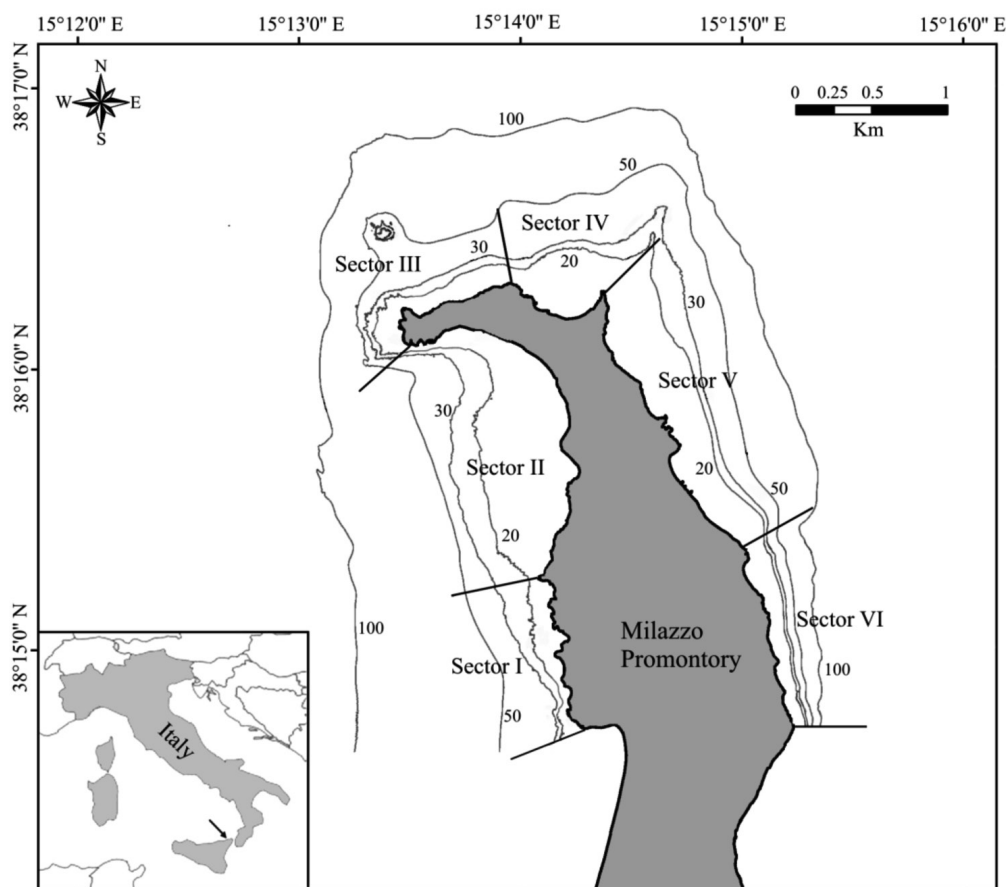 15°12'0" E
15°13'0" E
15°14'0" E
15°15'0" E
15°16'0" E
38°17'0" N
N
W
E
S
0 0.25 0.5 1
Km
100
50
Sector IV
30
20
Sector III
30
38°16'0" N
Sector V
30
Sector II
20
50
20
100
Sector VI
Milazzo
Promontory
38°15'0" N
Sector I
100
50
Italy